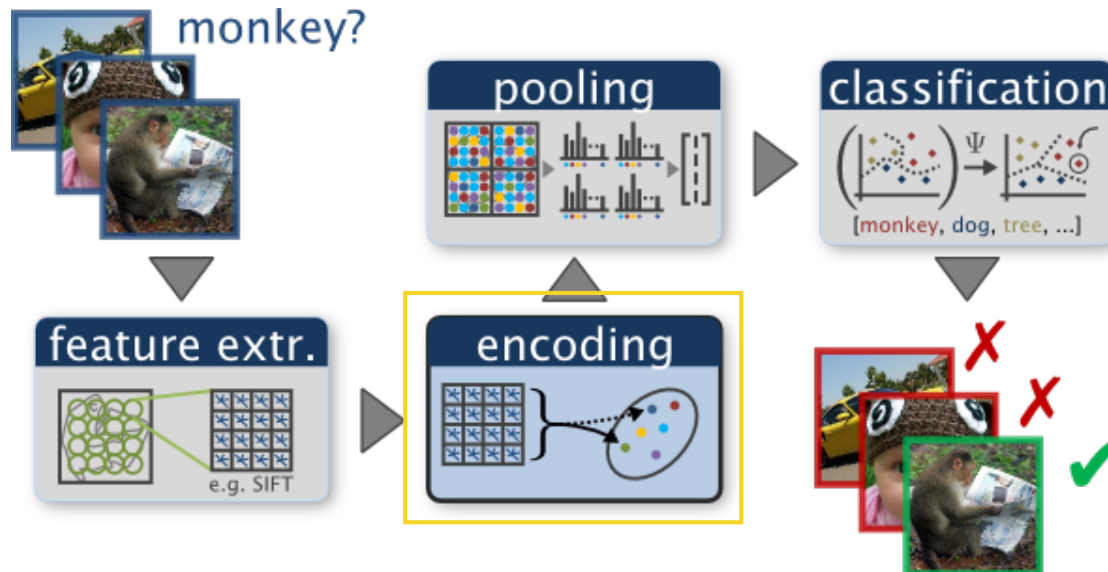 monkey?
pooling
classification
Ψ
[monkey, dog, tree, ...]
feature extr.
e.g. SIFT
encoding